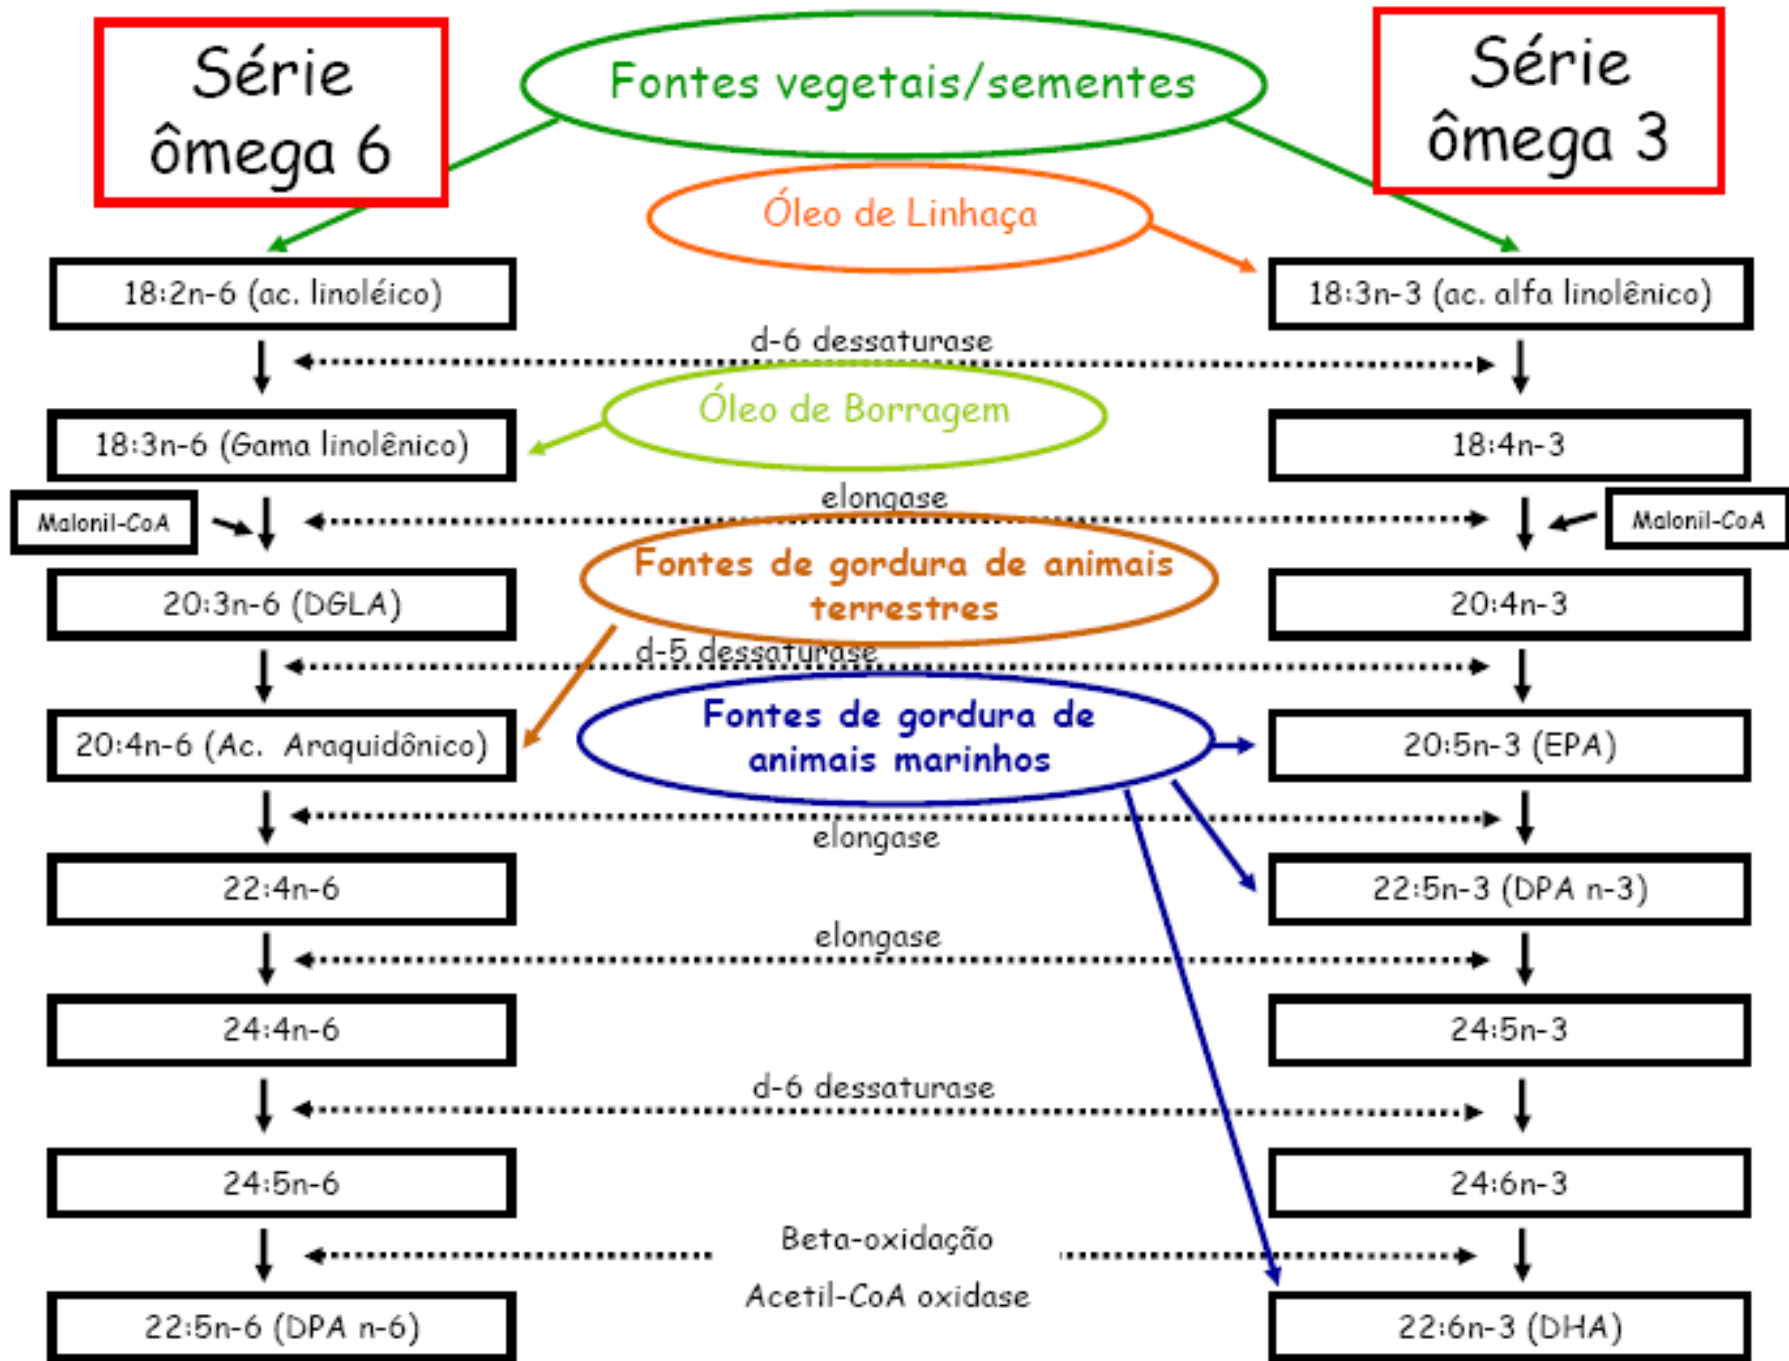 Série
ômega 6
Fontes vegetais/sementes
Série
ômega 3
Óleo de Linhaça
18:2n-6 (ac. linoléico)
18:3n-3 (ac. alfa linolênico)
d-6 dessaturase
Óleo de Borragem
18:3n-6 (Gama linolênico)
18:4n-3
elongase
Malonil-CoA
Malonil-CoA
Fontes de gordura de animais
terrestres
20:3n-6 (DGLA)
20:4n-3
d-5 dessaturase
Fontes de gordura de
animais marinhos
20:4n-6 (Ac. Araquidônico)
20:5n-3 (EPA)
elongase
22:4n-6
22:5n-3 (DPA n-3)
elongase
24:4n-6
24:5n-3
d-6 dessaturase
24:5n-6
24:6n-3
Beta-oxidação
Acetil-CoA oxidase
22:5n-6 (DPA n-6)
22:6n-3 (DHA)